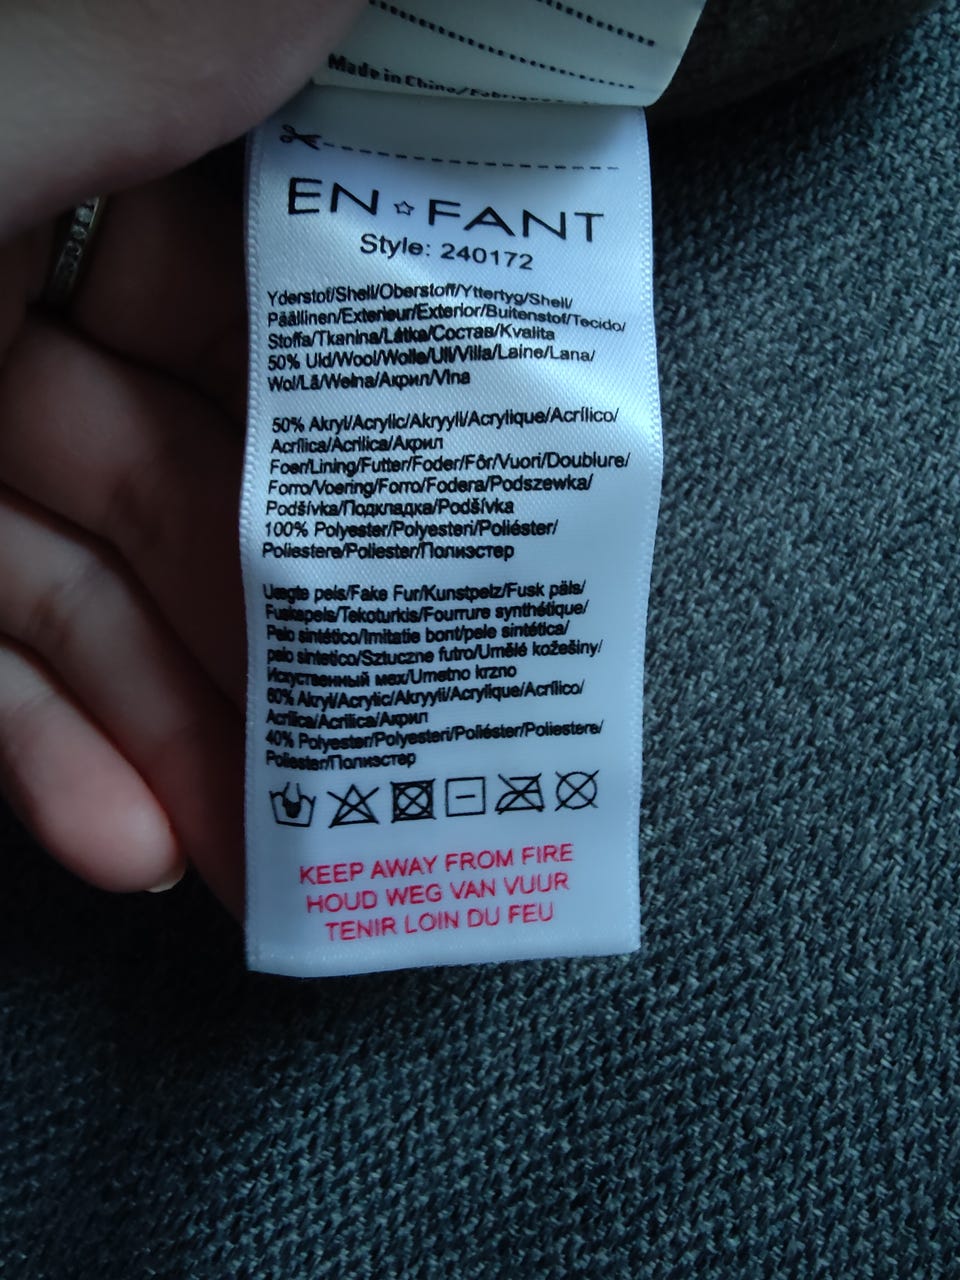 Made in China/
EN☆FANT
Style: 240172
Yderstof/Shell/Oberstoff/Yttertyg/Shell/
Päällinen/Exterieur/Exterior/Buitenstof/Tecido/
Stoffa/Tkanina/Látka/Состав/Kvalita
50% Uld/Wool/Wolle/Ull/Villa/Laine/Lana/
Wol/Lã/Wełna/Акрил/Vlna
50% Akryl/Acrylic/Akryyli/Acrylique/Acrílico/
Acrílica/Acrilica/Акрил
Foer/Lining/Futter/Foder/Fôr/Vuori/Doublure/
Forro/Voering/Forro/Fodera/Podszewka/
Podšívka/Подкладка/Podšívka
100% Polyester/Polyesteri/Poliéster/
Poliestere/Poliester/Полиэстер
Uægte pels/Fake Fur/Kunstpelz/Fusk päls/
Fuskepels/Tekoturkis/Fourrure synthétique/
Pelo sintético/Imitatie bont/pele sintética/
pelo sintetico/Sztuczne futro/Umělé kožešiny/
Искуственный мех/Umetno krzno
60% Akryl/Acrylic/Akryyli/Acrylique/Acrílico/
Acrílica/Acrilica/Акрил
40% Polyester/Polyesteri/Poliéster/Poliestere/
Poliester/Полиэстер
KEEP AWAY FROM FIRE
HOUD WEG VAN VUUR
TENIR LOIN DU FEU